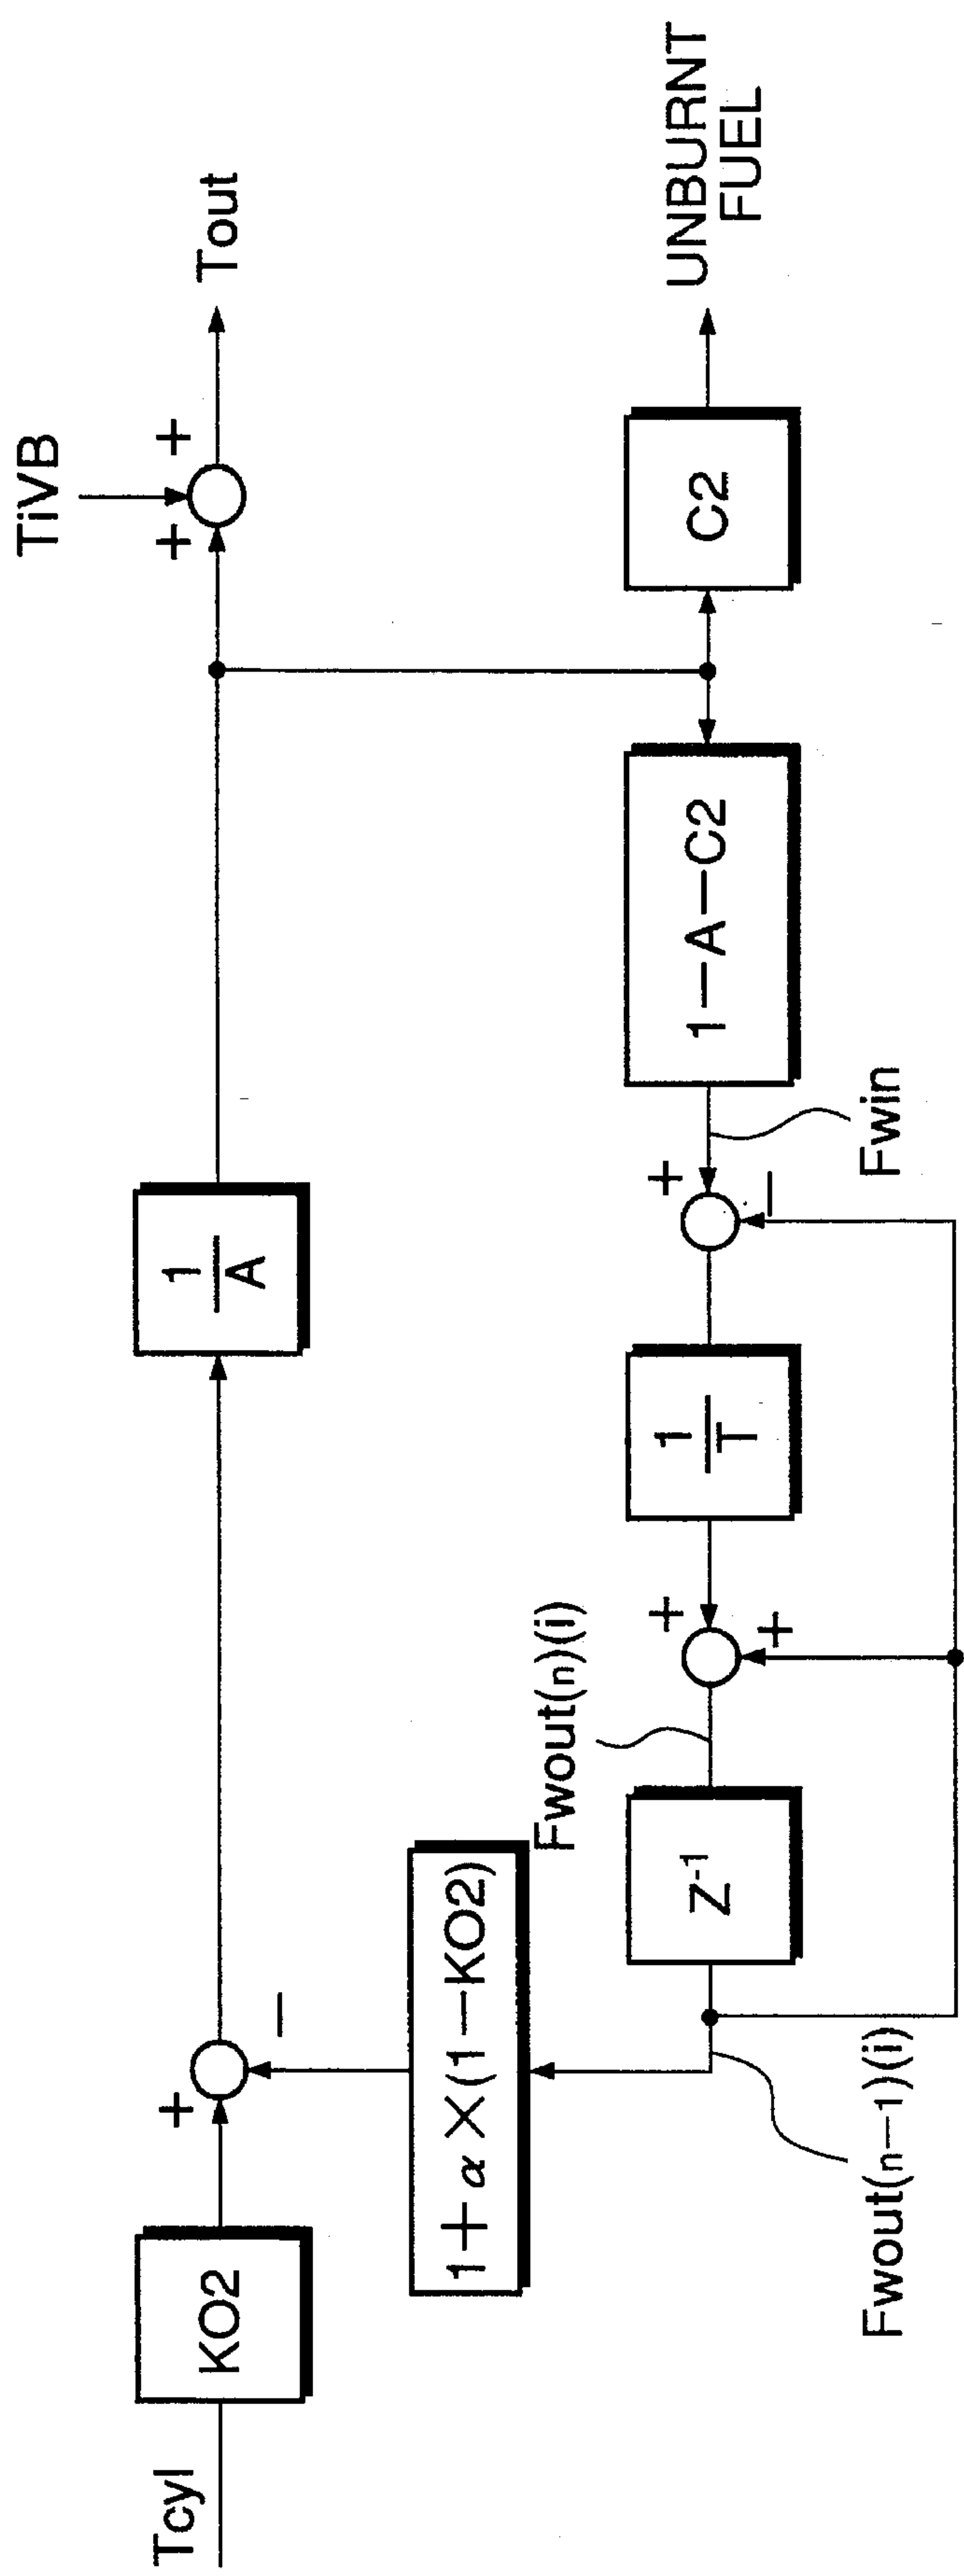 Tcyl
KO2
+
−
1
A
TiVB
+
+
Tout
1+α×(1−KO2)
Fwout(n−1)(i)
Z-1
Fwout(n)(i)
+
+
1
T
+
−
Fwin
1−A−C2
C2
UNBURNT
FUEL